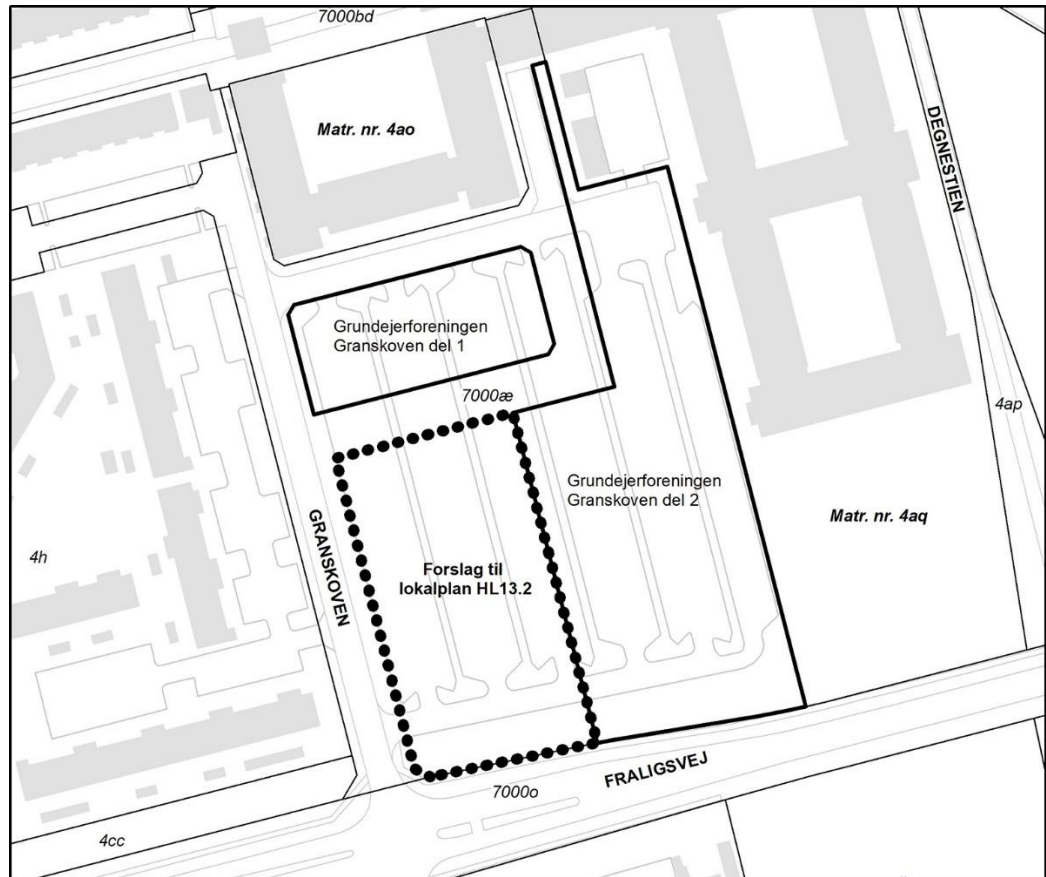 7000bd
Matr. nr. 4ao
DEGNESTIEN
Grundejerforeningen
Granskoven del 1
7000æ
4ap
Grundejerforeningen
Granskoven del 2
Matr. nr. 4aq
GRANSKOVEN
4h
Forslag til
lokalplan HL13.2
FRALIGSVEJ
7000o
4cc